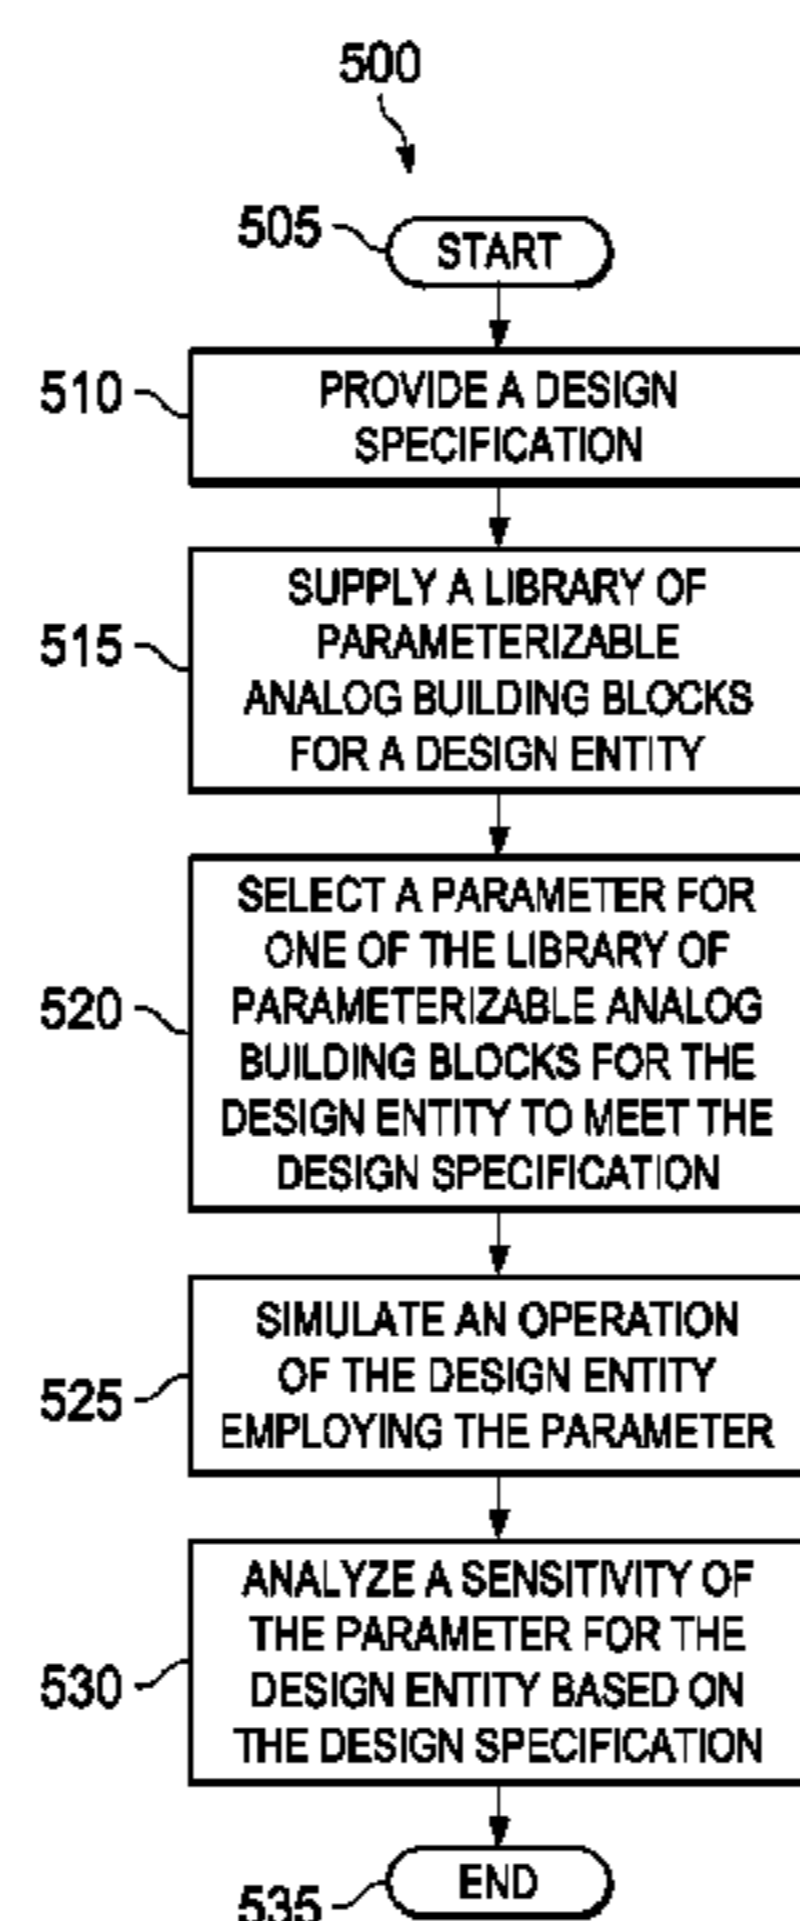 500
505
START
510
PROVIDE A DESIGN
SPECIFICATION
515
SUPPLY A LIBRARY OF
PARAMETERIZABLE
ANALOG BUILDING BLOCKS
FOR A DESIGN ENTITY
520
SELECT A PARAMETER FOR
ONE OF THE LIBRARY OF
PARAMETERIZABLE ANALOG
BUILDING BLOCKS FOR THE
DESIGN ENTITY TO MEET THE
DESIGN SPECIFICATION
525
SIMULATE AN OPERATION
OF THE DESIGN ENTITY
EMPLOYING THE PARAMETER
530
ANALYZE A SENSITIVITY OF
THE PARAMETER FOR THE
DESIGN ENTITY BASED ON
THE DESIGN SPECIFICATION
535
END